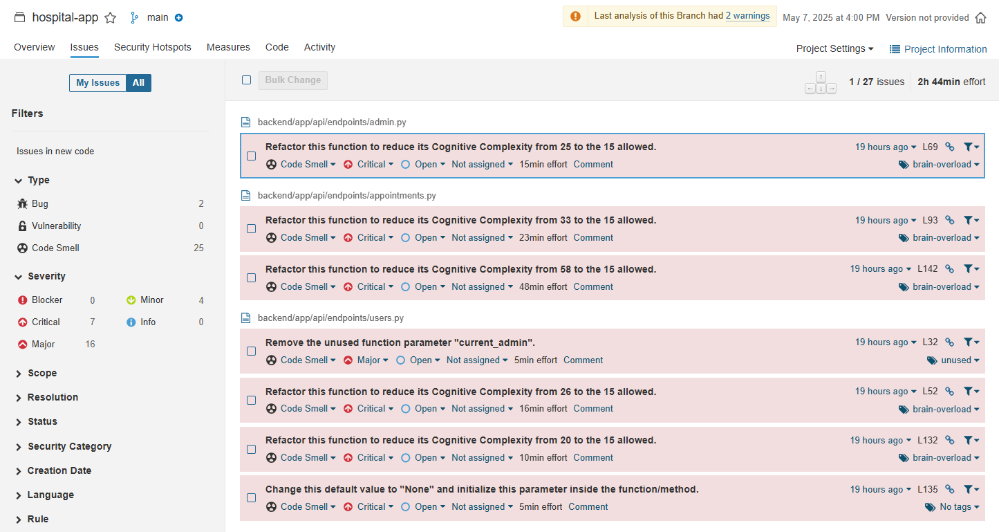 hospital-app main Last analysis of this Branch had 2 warnings May 7, 2025 at 4:00 PM Version not provided
Overview Issues Security Hotspots Measures Code Activity Project Settings Project Information
My Issues All
Bulk Change
↑
← ↓ →
1 / 27 issues 2h 44min effort
Filters
Issues in new code
Type
Bug 2
Vulnerability 0
Code Smell 25
Severity
Blocker 0 Minor 4
Critical 7 Info 0
Major 16
Scope
Resolution
Status
Security Category
Creation Date
Language
Rule
backend/app/api/endpoints/admin.py
Refactor this function to reduce its Cognitive Complexity from 25 to the 15 allowed. 19 hours ago L69
Code Smell Critical Open Not assigned 15min effort Comment brain-overload
backend/app/api/endpoints/appointments.py
Refactor this function to reduce its Cognitive Complexity from 33 to the 15 allowed. 19 hours ago L93
Code Smell Critical Open Not assigned 23min effort Comment brain-overload
Refactor this function to reduce its Cognitive Complexity from 58 to the 15 allowed. 19 hours ago L142
Code Smell Critical Open Not assigned 48min effort Comment brain-overload
backend/app/api/endpoints/users.py
Remove the unused function parameter "current_admin". 19 hours ago L32
Code Smell Major Open Not assigned 5min effort Comment unused
Refactor this function to reduce its Cognitive Complexity from 26 to the 15 allowed. 19 hours ago L52
Code Smell Critical Open Not assigned 16min effort Comment brain-overload
Refactor this function to reduce its Cognitive Complexity from 20 to the 15 allowed. 19 hours ago L132
Code Smell Critical Open Not assigned 10min effort Comment brain-overload
Change this default value to "None" and initialize this parameter inside the function/method. 19 hours ago L135
Code Smell Critical Open Not assigned 5min effort Comment No tags